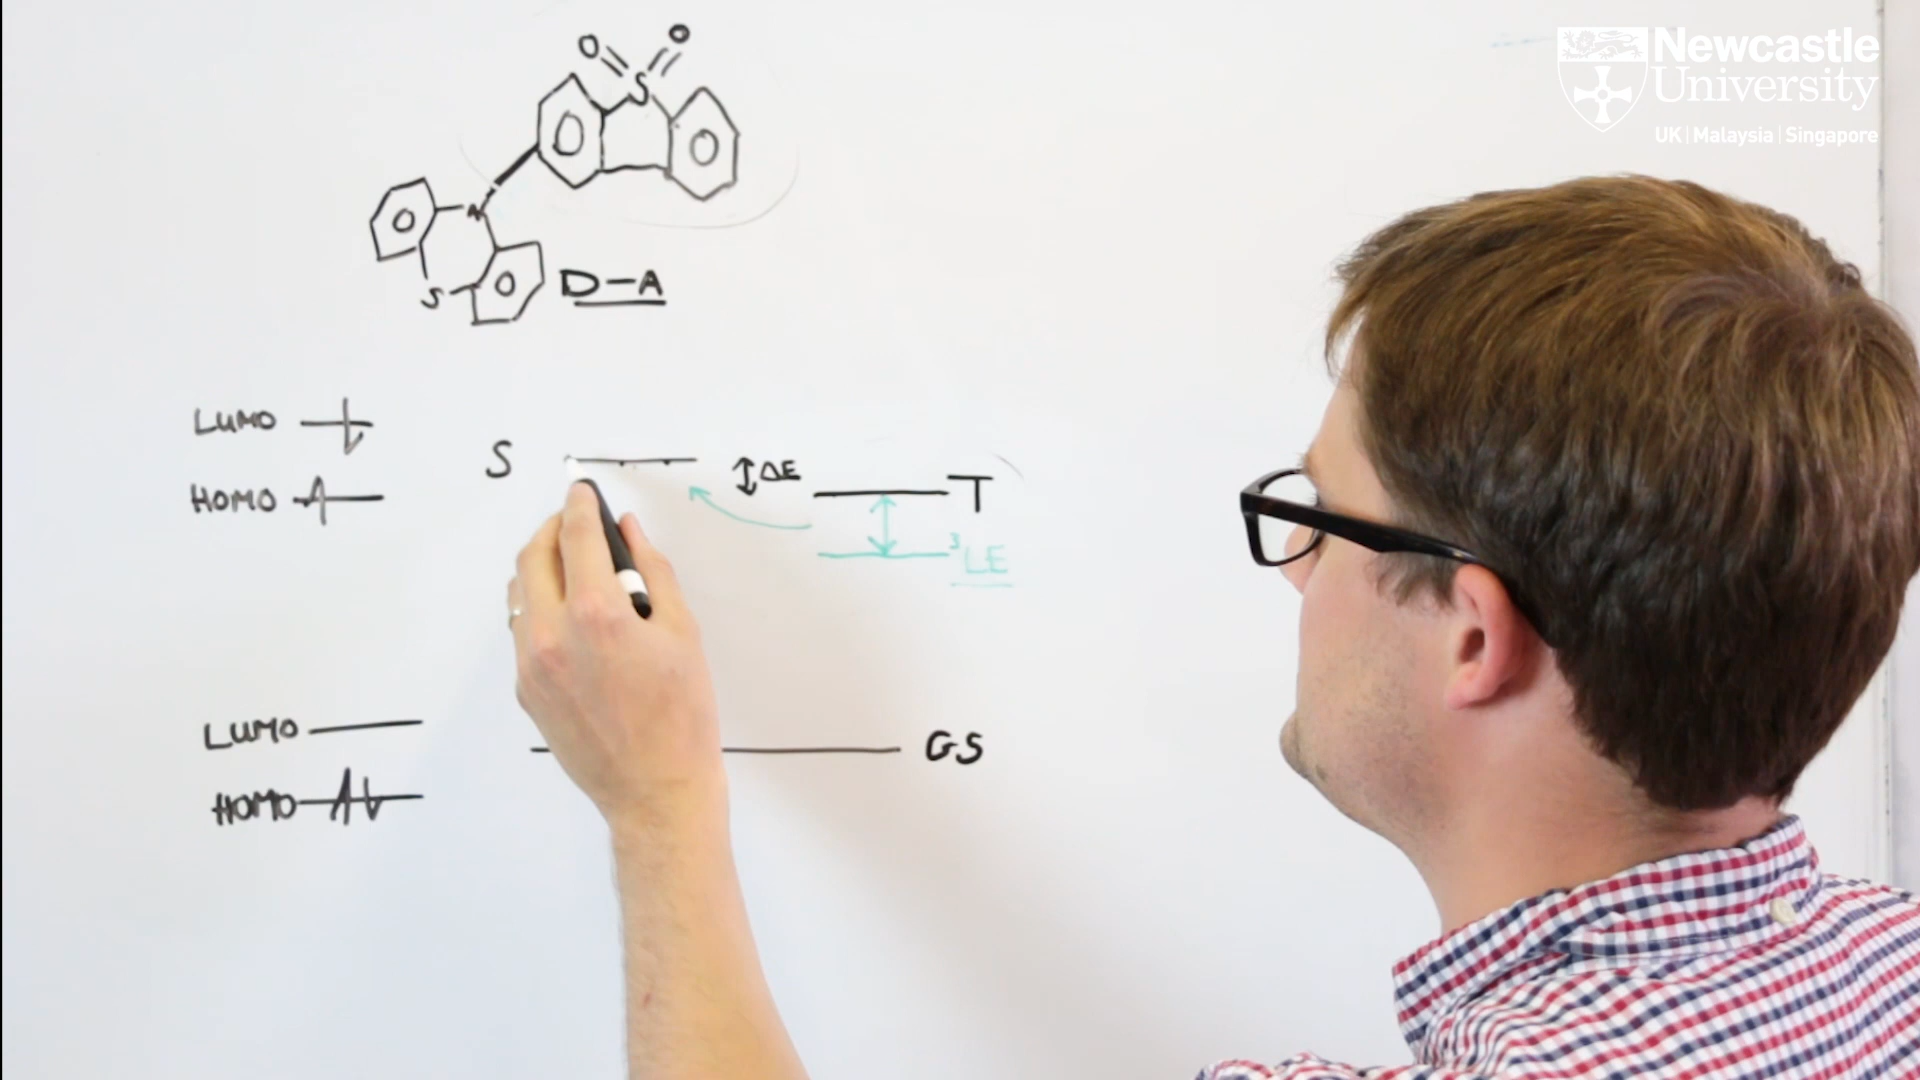 Newcastle
University
UK | Malaysia | Singapore
O O
S
N
S
D-A
LUMO
HOMO
S
ΔE
T
³LE
LUMO
HOMO
GS